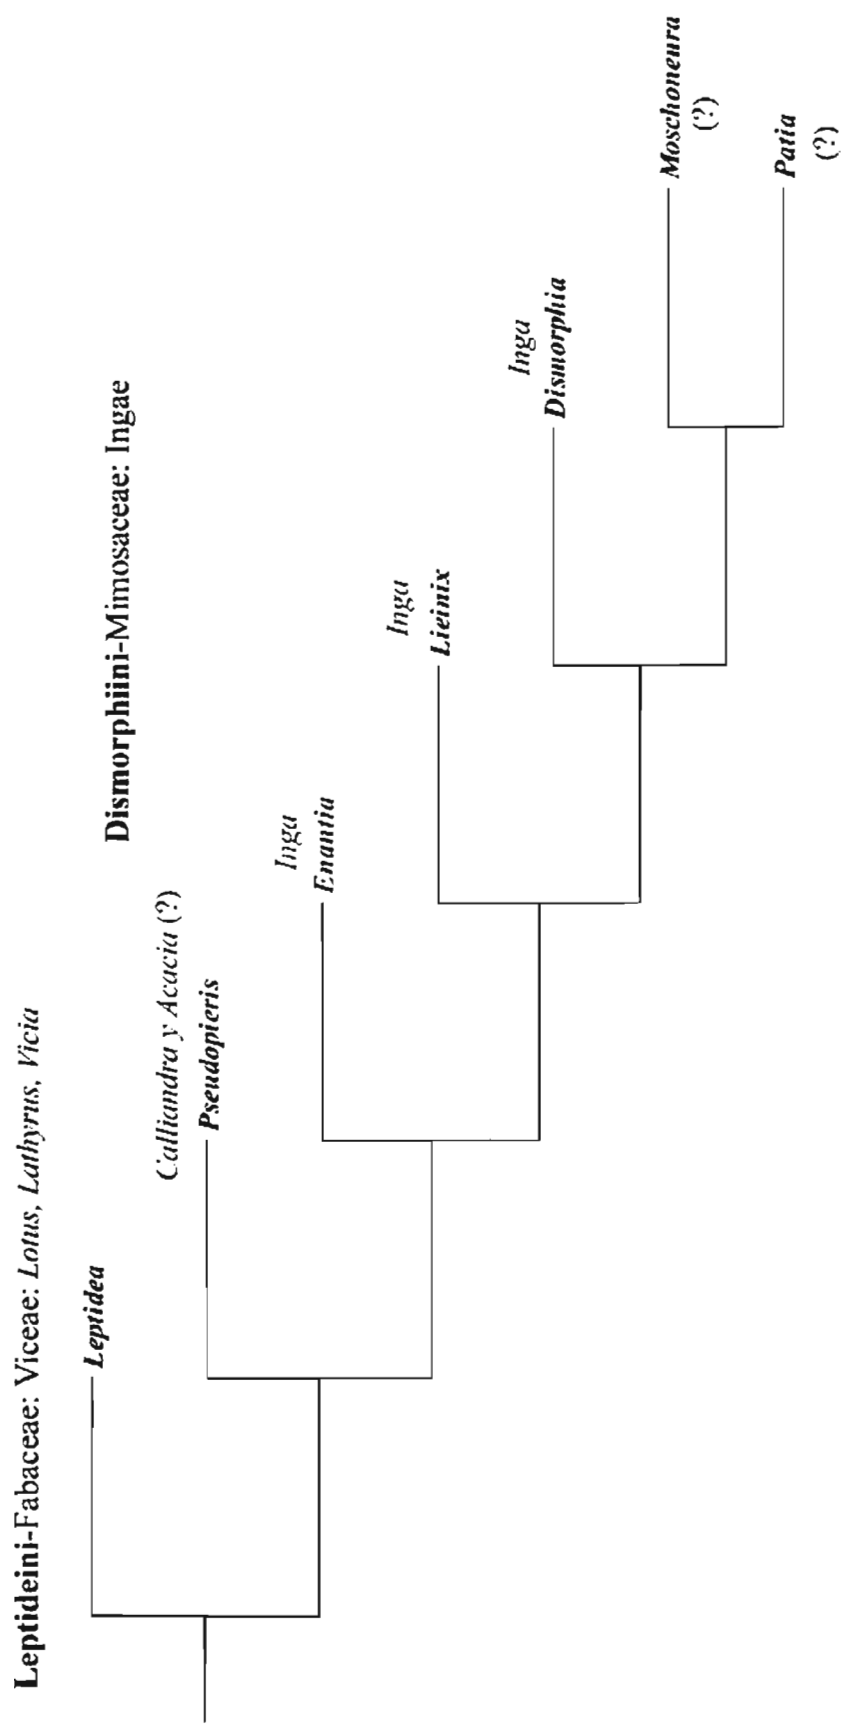 Leptideini-Fabaceae: Viceae: Lotus, Lathyrus, Vicia
Leptidea
Dismorphiini-Mimosaceae: Ingae
Calliandra y Acacia (?)
Pseudopieris
Inga
Enantia
Inga
Lieinix
Inga
Dismorphia
Moschoneura
(?)
Patia
(?)